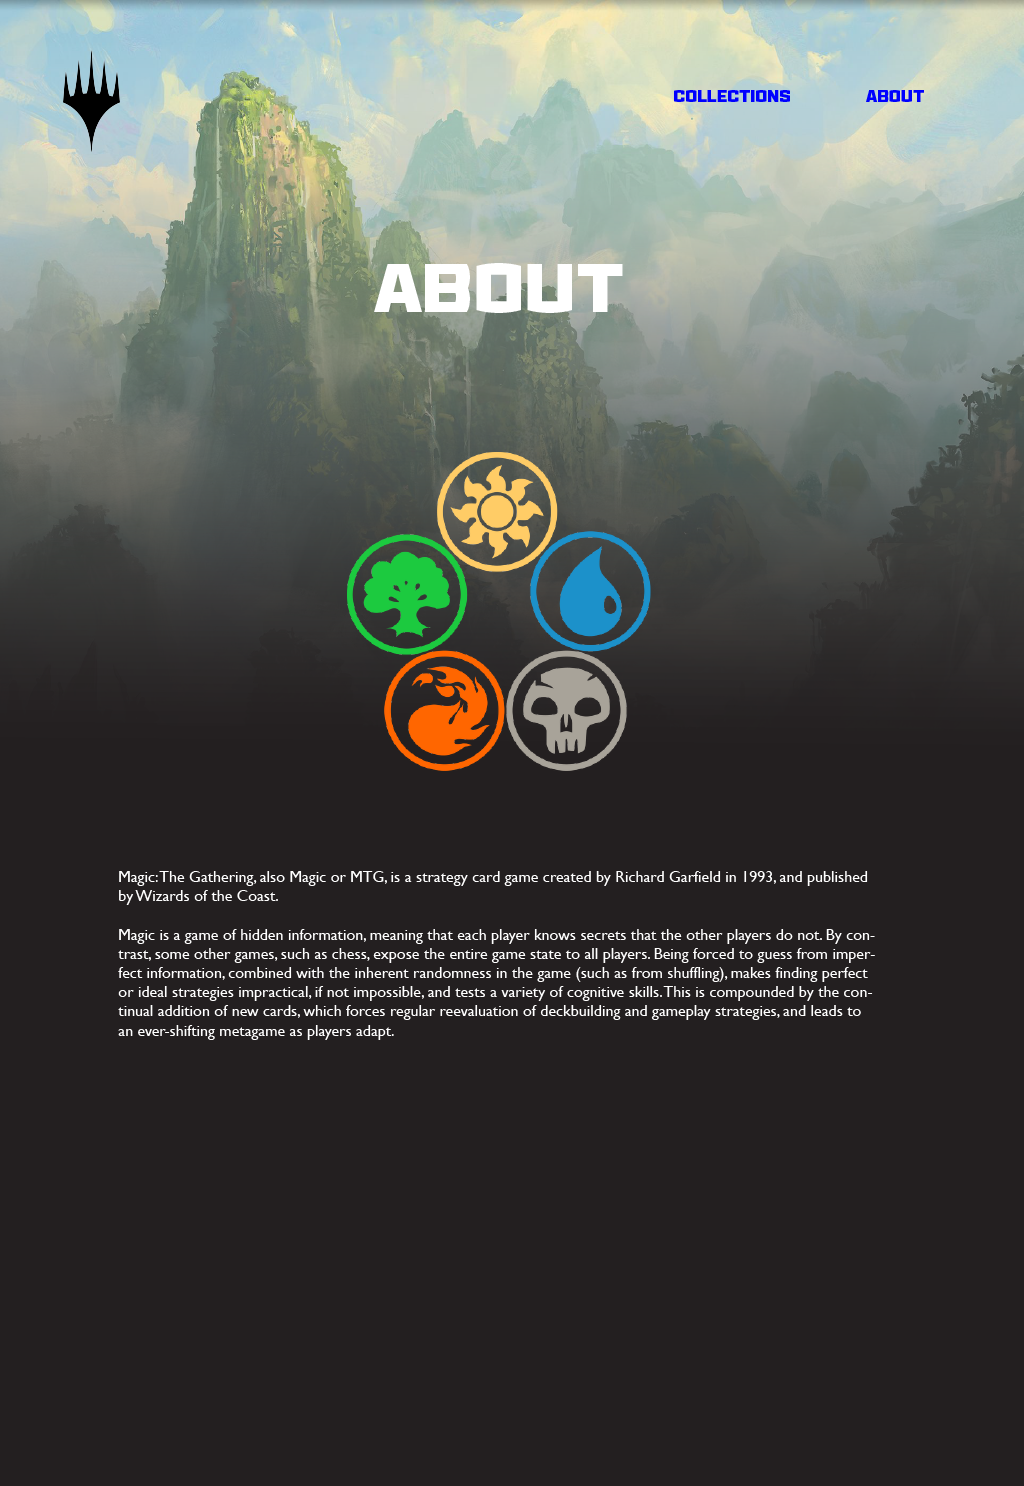 COLLECTIONS
ABOUT
ABOUT
Magic: The Gathering, also Magic or MTG, is a strategy card game created by Richard Garfield in 1993, and published
by Wizards of the Coast.
Magic is a game of hidden information, meaning that each player knows secrets that the other players do not. By con-
trast, some other games, such as chess, expose the entire game state to all players. Being forced to guess from imper-
fect information, combined with the inherent randomness in the game (such as from shuffling), makes finding perfect
or ideal strategies impractical, if not impossible, and tests a variety of cognitive skills. This is compounded by the con-
tinual addition of new cards, which forces regular reevaluation of deckbuilding and gameplay strategies, and leads to
an ever-shifting metagame as players adapt.